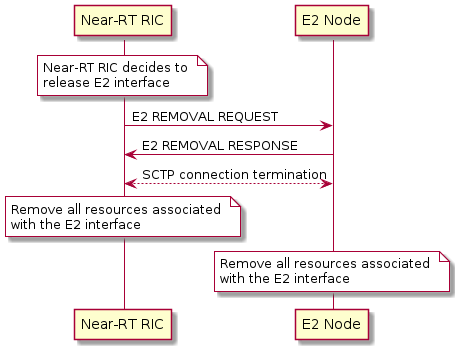 Near-RT RIC
E2 Node
Near-RT RIC decides to
release E2 interface
E2 REMOVAL REQUEST
E2 REMOVAL RESPONSE
SCTP connection termination
Remove all resources associated
with the E2 interface
Remove all resources associated
with the E2 interface
Near-RT RIC
E2 Node